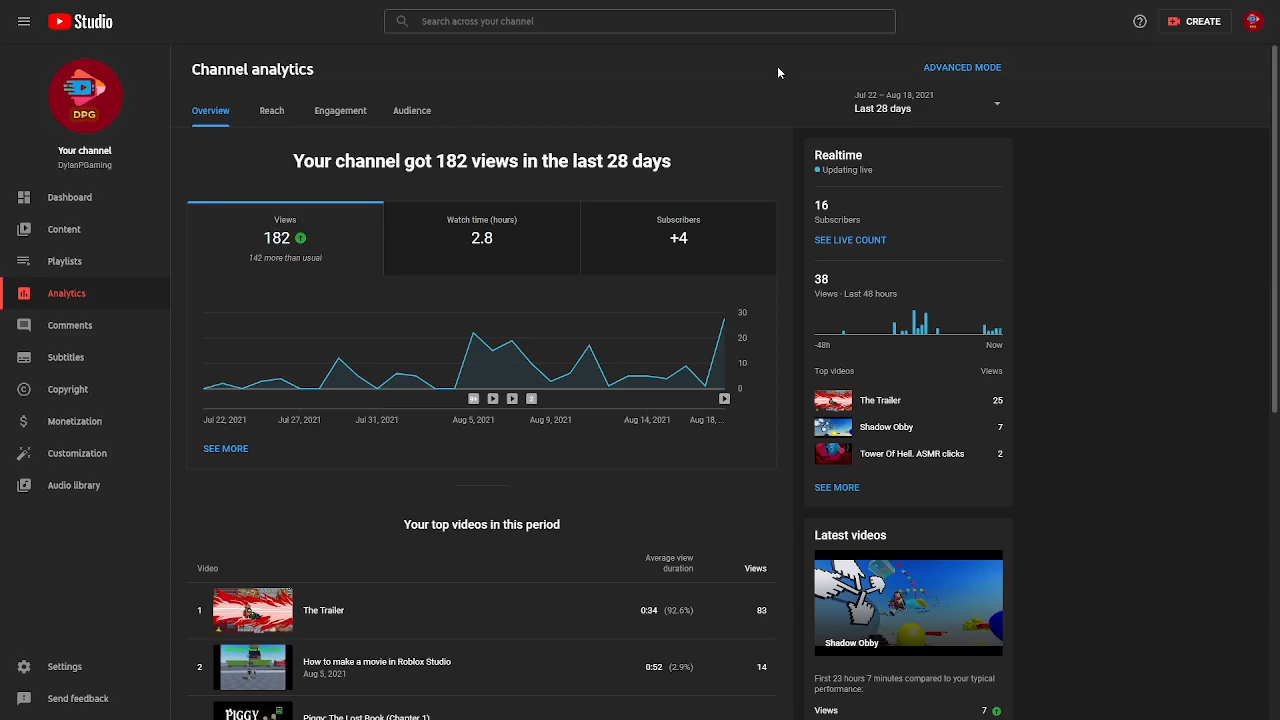 Studio
Search across your channel
CREATE
DPG
Your channel
DylanPGaming
Dashboard
Content
Playlists
Analytics
Comments
Subtitles
Copyright
Monetization
Customization
Audio library
Settings
Send feedback
Channel analytics
ADVANCED MODE
Overview
Reach
Engagement
Audience
Jul 22 – Aug 18, 2021
Last 28 days
Your channel got 182 views in the last 28 days
Views
182
142 more than usual
Watch time (hours)
2.8
Subscribers
+4
30
20
10
0
9+
2
Jul 22, 2021
Jul 27, 2021
Jul 31, 2021
Aug 5, 2021
Aug 9, 2021
Aug 14, 2021
Aug 18, ...
SEE MORE
Your top videos in this period
Video
Average view
duration
Views
1
The Trailer
0:34 (92.6%)
83
2
How to make a movie in Roblox Studio
Aug 5, 2021
0:52 (2.9%)
14
PIGGY
Piggy: The Lost Book (Chapter 1)
Realtime
Updating live
16
Subscribers
SEE LIVE COUNT
38
Views · Last 48 hours
-48h
Now
Top videos
Views
The Trailer
25
Shadow Obby
7
Tower Of Hell. ASMR clicks
2
SEE MORE
Latest videos
Shadow Obby
First 23 hours 7 minutes compared to your typical
performance:
Views
7